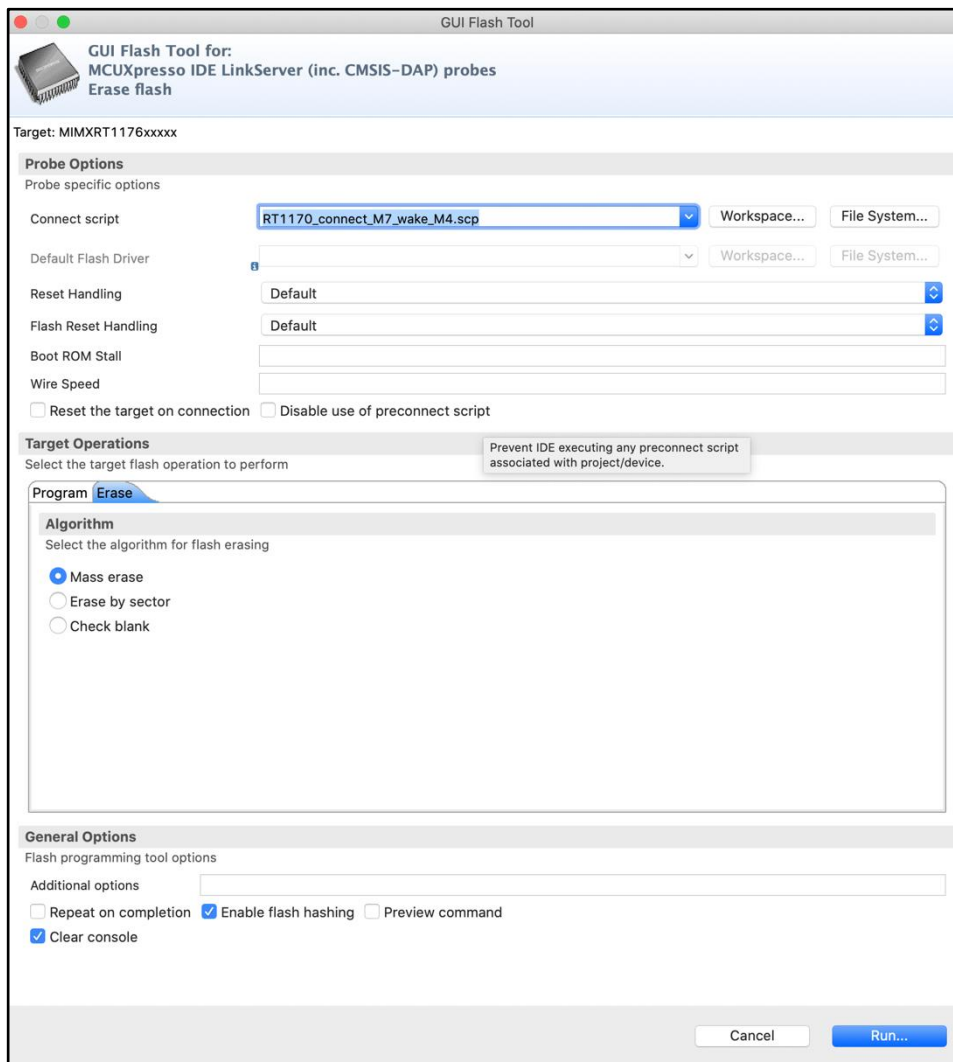 GUI Flash Tool
GUI Flash Tool for:
MCUXpresso IDE LinkServer (inc. CMSIS-DAP) probes
Erase flash
Target: MIMXRT1176xxxxx
Probe Options
Probe specific options
Connect script RT1170_connect_M7_wake_M4.scp Workspace... File System...
Default Flash Driver Workspace... File System...
Reset Handling Default
Flash Reset Handling Default
Boot ROM Stall
Wire Speed
Reset the target on connection Disable use of preconnect script
Target Operations
Select the target flash operation to perform
Prevent IDE executing any preconnect script
associated with project/device.
Program Erase
Algorithm
Select the algorithm for flash erasing
Mass erase
Erase by sector
Check blank
General Options
Flash programming tool options
Additional options
Repeat on completion Enable flash hashing Preview command
Clear console
Cancel Run...